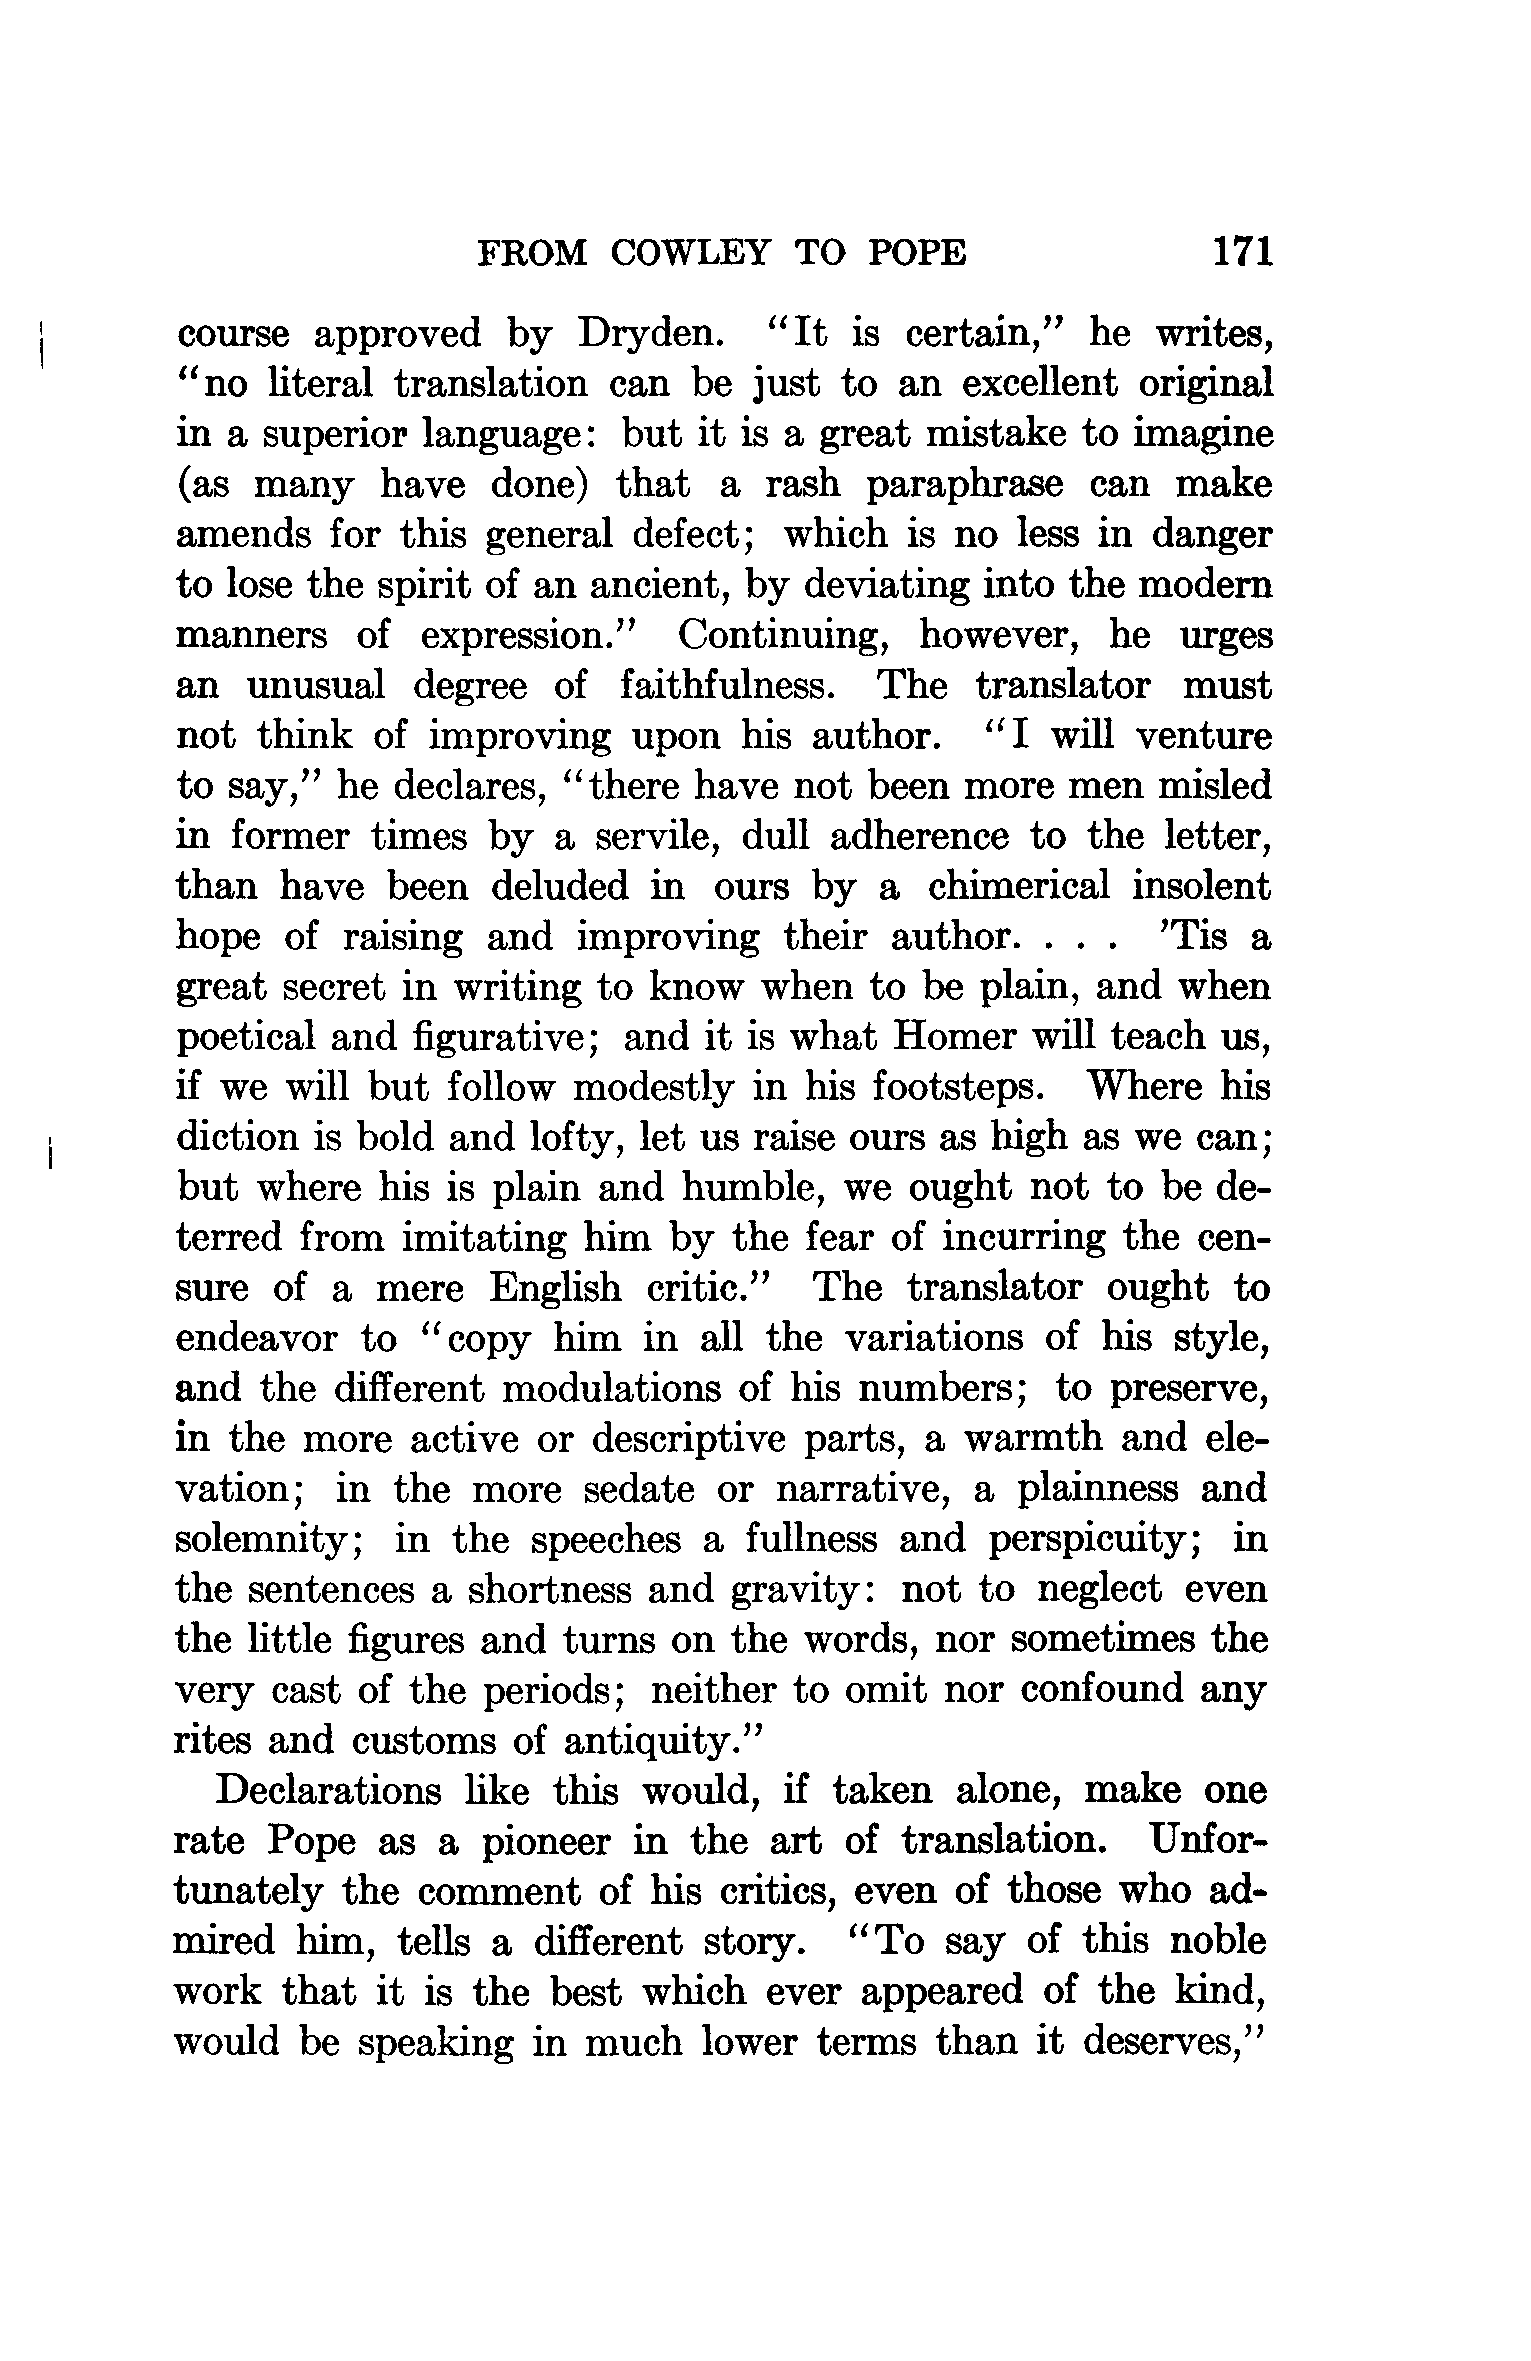 FROM COWLEY TO POPE 171
course approved by Dryden. "It is certain," he writes,
"no literal translation can be just to an excellent original
in a superior language: but it is a great mistake to imagine
(as many have done) that a rash paraphrase can make
amends for this general defect; which is no less in danger
to lose the spirit of an ancient, by deviating into the modern
manners of expression." Continuing, however, he urges
an unusual degree of faithfulness. The translator must
not think of improving upon his author. "I will venture
to say," he declares, "there have not been more men misled
in former times by a servile, dull adherence to the letter,
than have been deluded in ours by a chimerical insolent
hope of raising and improving their author. . . . 'Tis a
great secret in writing to know when to be plain, and when
poetical and figurative; and it is what Homer will teach us,
if we will but follow modestly in his footsteps. Where his
diction is bold and lofty, let us raise ours as high as we can;
but where his is plain and humble, we ought not to be de-
terred from imitating him by the fear of incurring the cen-
sure of a mere English critic." The translator ought to
endeavor to "copy him in all the variations of his style,
and the different modulations of his numbers; to preserve,
in the more active or descriptive parts, a warmth and ele-
vation; in the more sedate or narrative, a plainness and
solemnity; in the speeches a fullness and perspicuity; in
the sentences a shortness and gravity: not to neglect even
the little figures and turns on the words, nor sometimes the
very cast of the periods; neither to omit nor confound any
rites and customs of antiquity."
Declarations like this would, if taken alone, make one
rate Pope as a pioneer in the art of translation. Unfor-
tunately the comment of his critics, even of those who ad-
mired him, tells a different story. "To say of this noble
work that it is the best which ever appeared of the kind,
would be speaking in much lower terms than it deserves,"